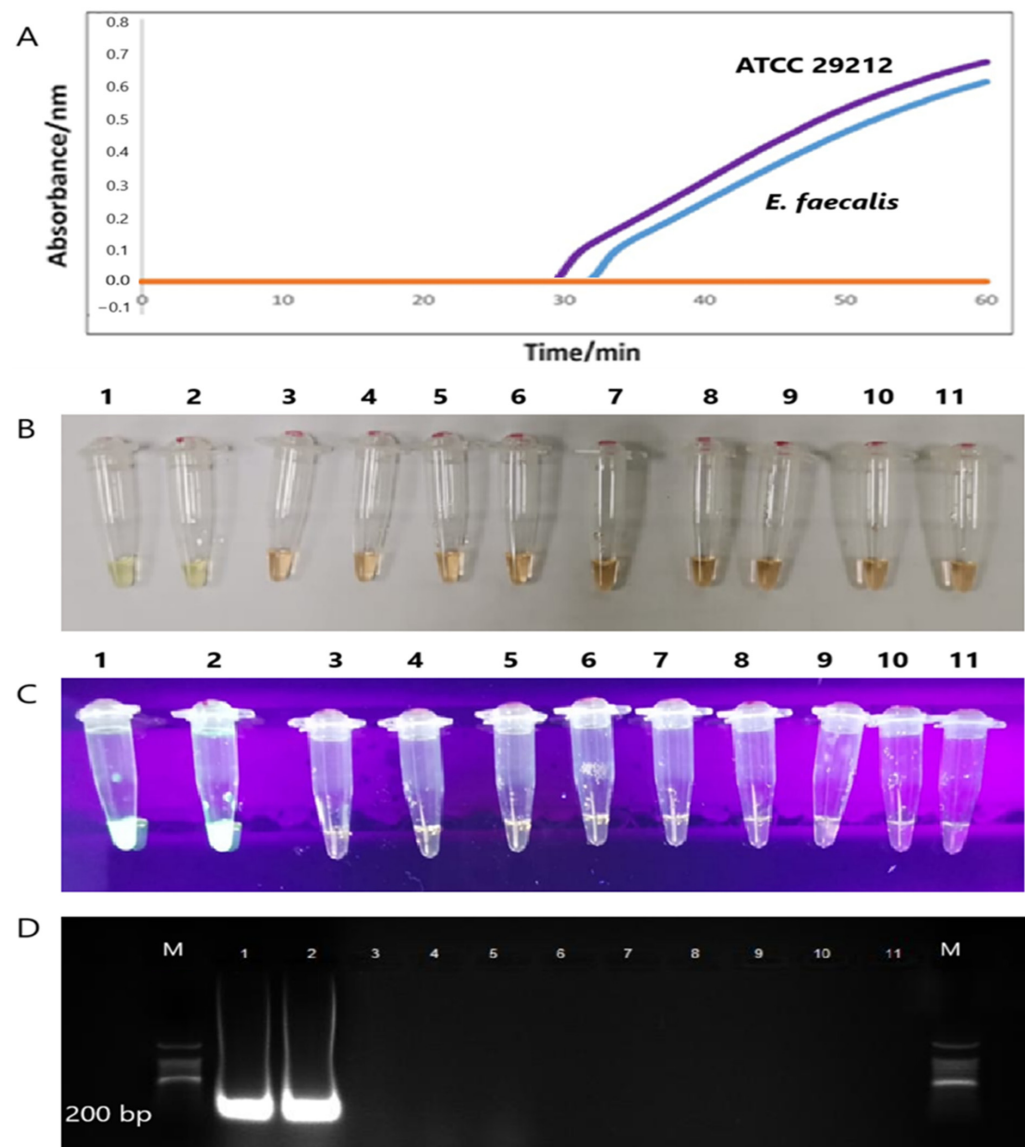 A
0.8
0.7
0.6
0.5
0.4
0.3
0.2
0.1
0.0
−0.1
Absorbance/nm
ATCC 29212
E. faecalis
0 10 20 30 40 50 60
Time/min
1 2 3 4 5 6 7 8 9 10 11
B
1 2 3 4 5 6 7 8 9 10 11
C
D
M 1 2 3 4 5 6 7 8 9 10 11 M
200 bp